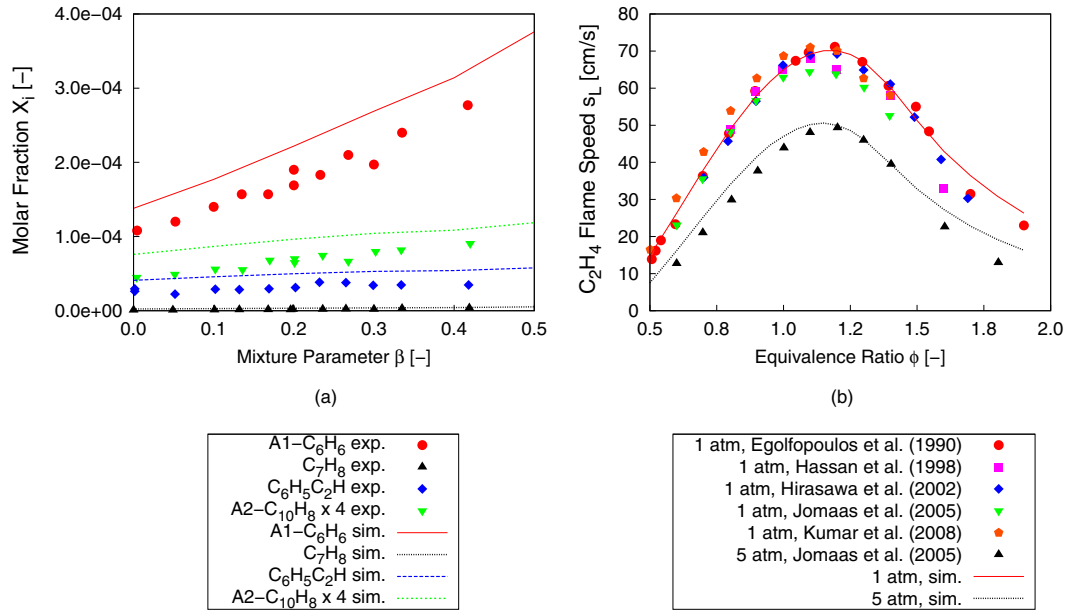 4.0e−04
3.0e−04
2.0e−04
1.0e−04
0.0e+00
Molar Fraction Xi [−]
0.0 0.1 0.2 0.3 0.4 0.5
Mixture Parameter β [−]
(a)
A1−C6H6 exp.
C7H8 exp.
C6H5C2H exp.
A2−C10H8 x 4 exp.
A1−C6H6 sim.
C7H8 sim.
C6H5C2H sim.
A2−C10H8 x 4 sim.
80
70
60
50
40
30
20
10
0
C2H4 Flame Speed sL [cm/s]
0.5 0.8 1.0 1.3 1.5 1.8 2.0
Equivalence Ratio ϕ [−]
(b)
1 atm, Egolfopoulos et al. (1990)
1 atm, Hassan et al. (1998)
1 atm, Hirasawa et al. (2002)
1 atm, Jomaas et al. (2005)
1 atm, Kumar et al. (2008)
5 atm, Jomaas et al. (2005)
1 atm, sim.
5 atm, sim.